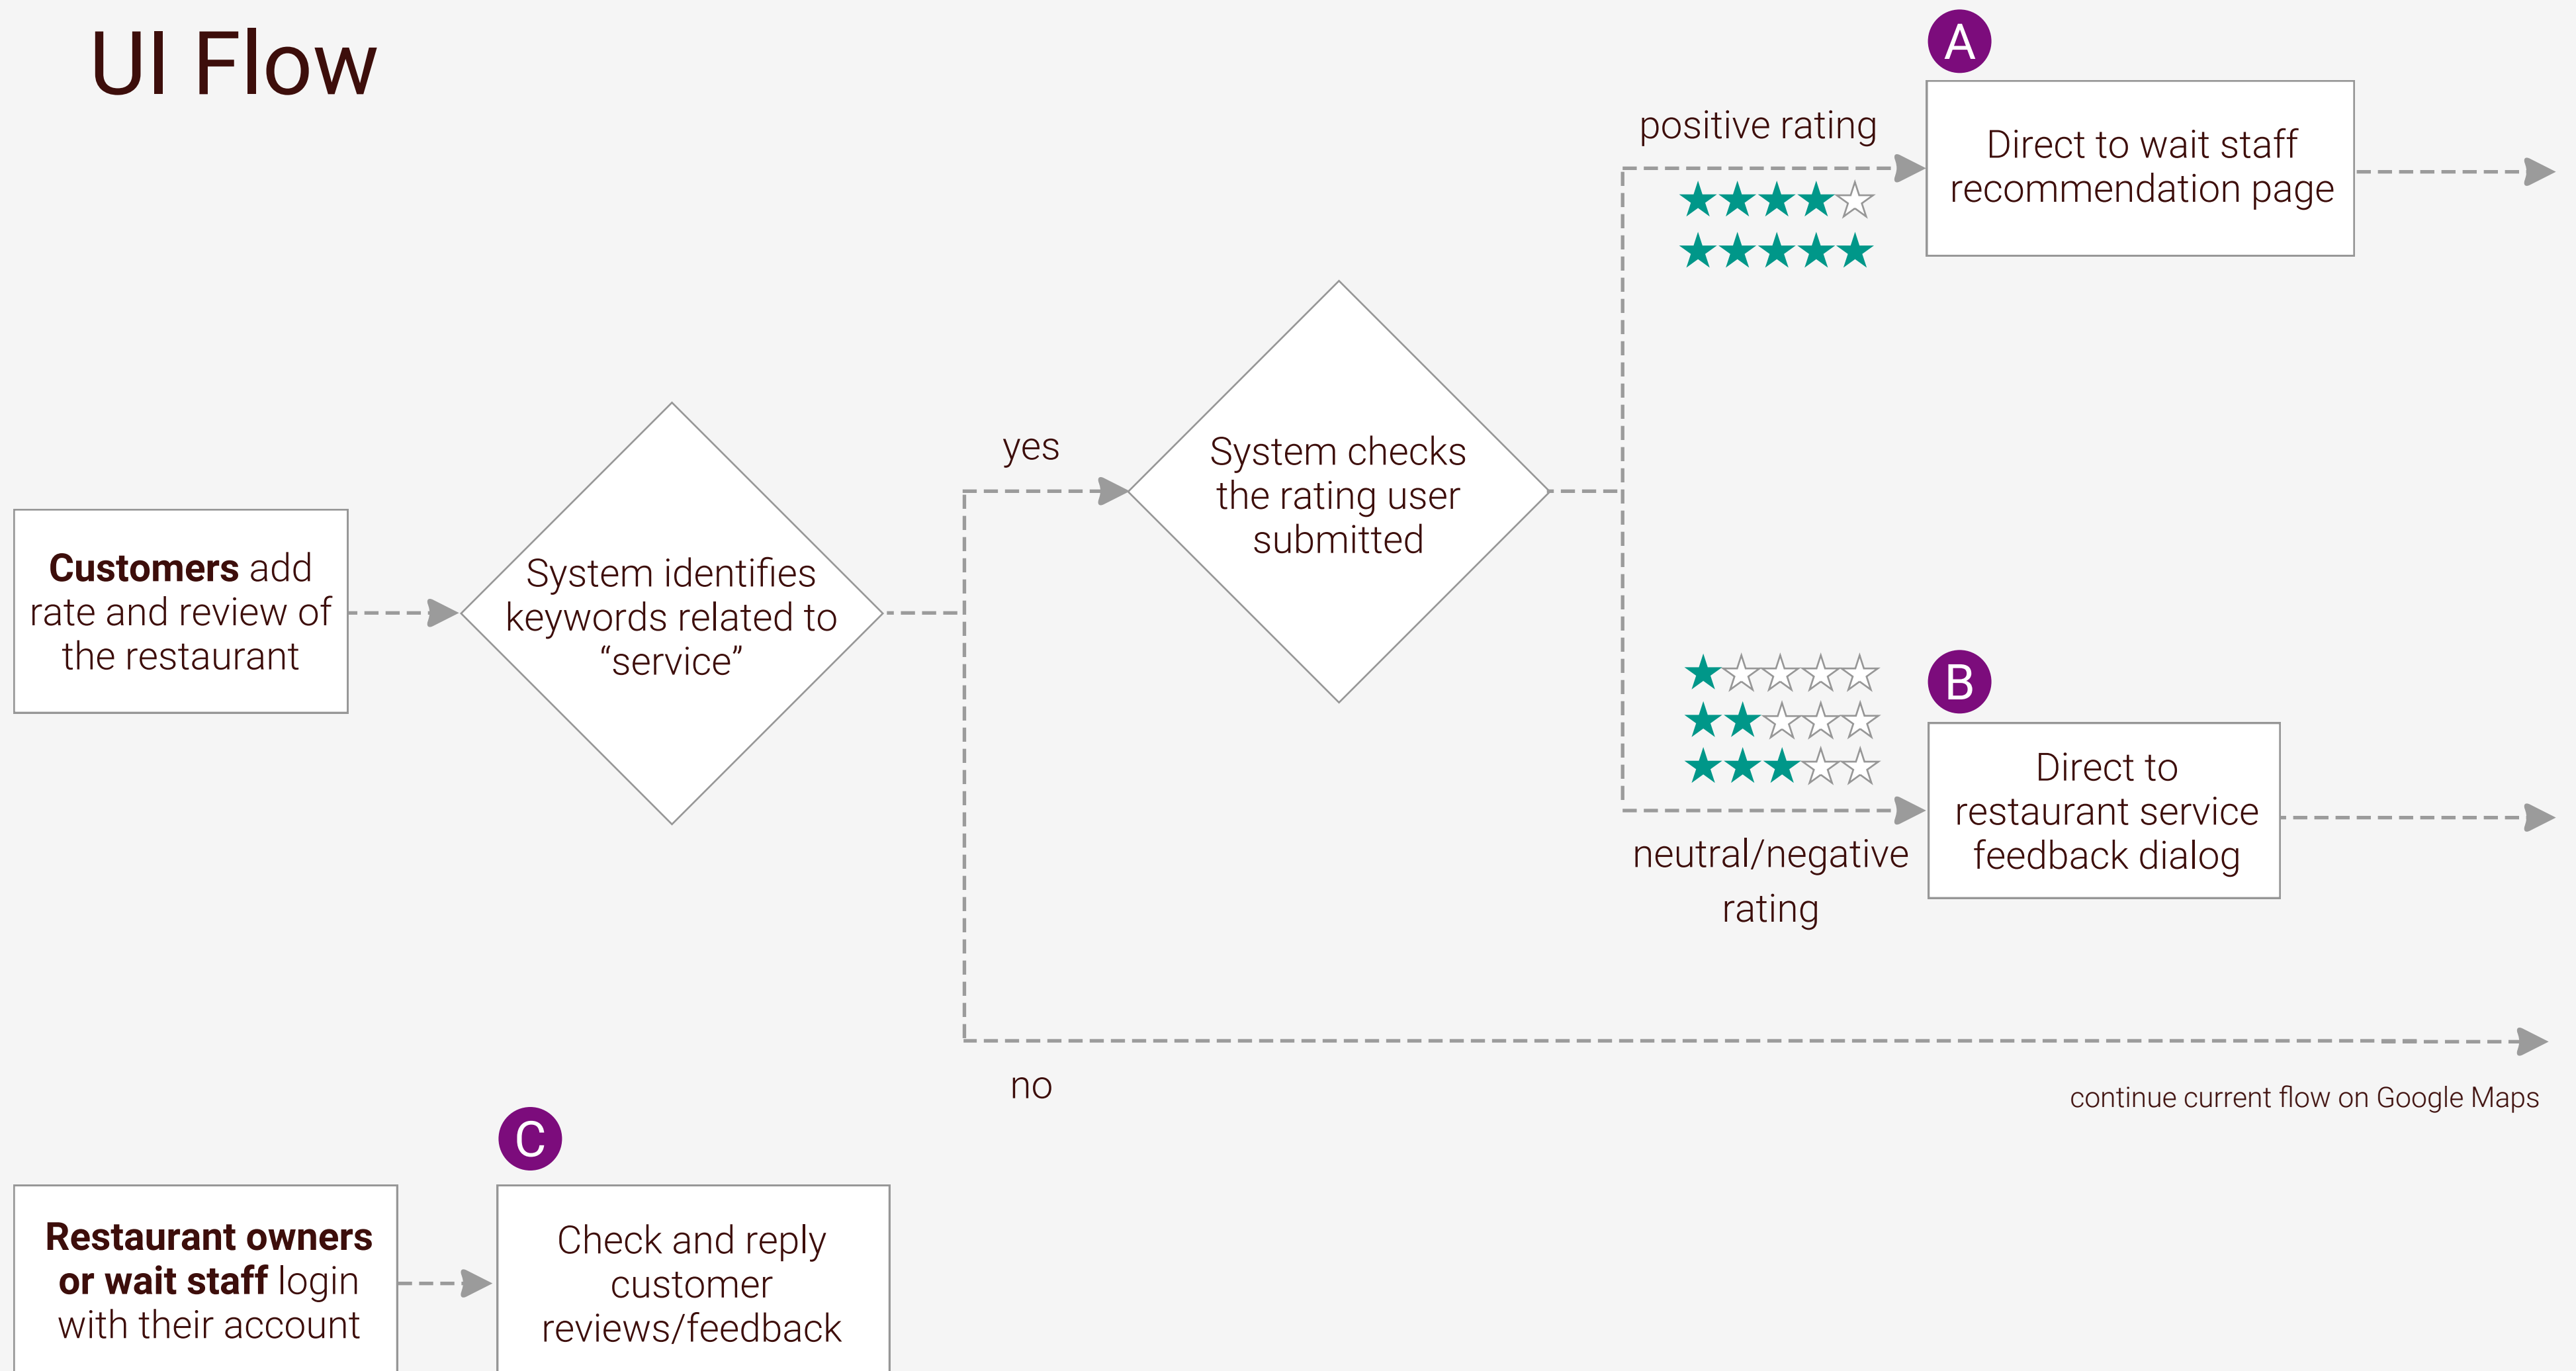 UI Flow
A
positive rating
Direct to wait staff
recommendation page
yes
System checks
the rating user
submitted
Customers add
rate and review of
the restaurant
System identifies
keywords related to
“service”
B
Direct to
restaurant service
feedback dialog
neutral/negative
rating
no
continue current flow on Google Maps
C
Restaurant owners
or wait staff login
with their account
Check and reply
customer
reviews/feedback